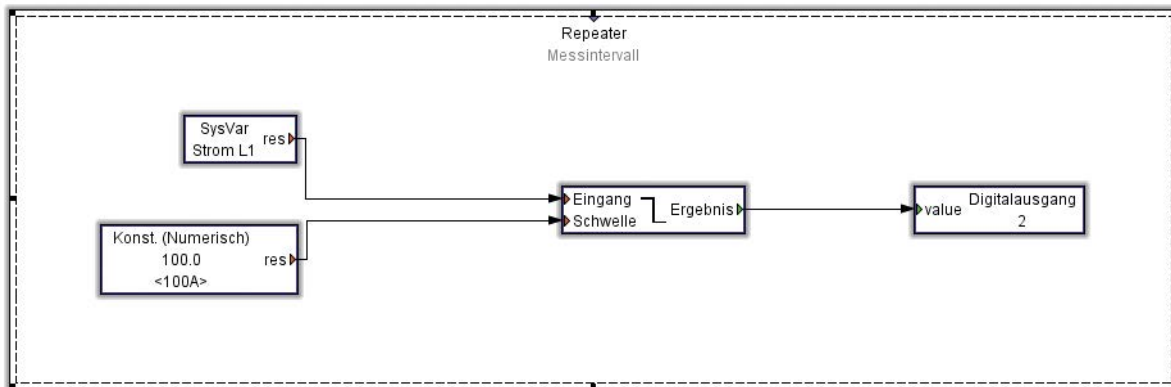 Repeater
Messintervall
SysVar
Strom L1
res
Konst. (Numerisch)
100.0
<100A>
res
Eingang
Schwelle
Ergebnis
value
Digitalausgang
2